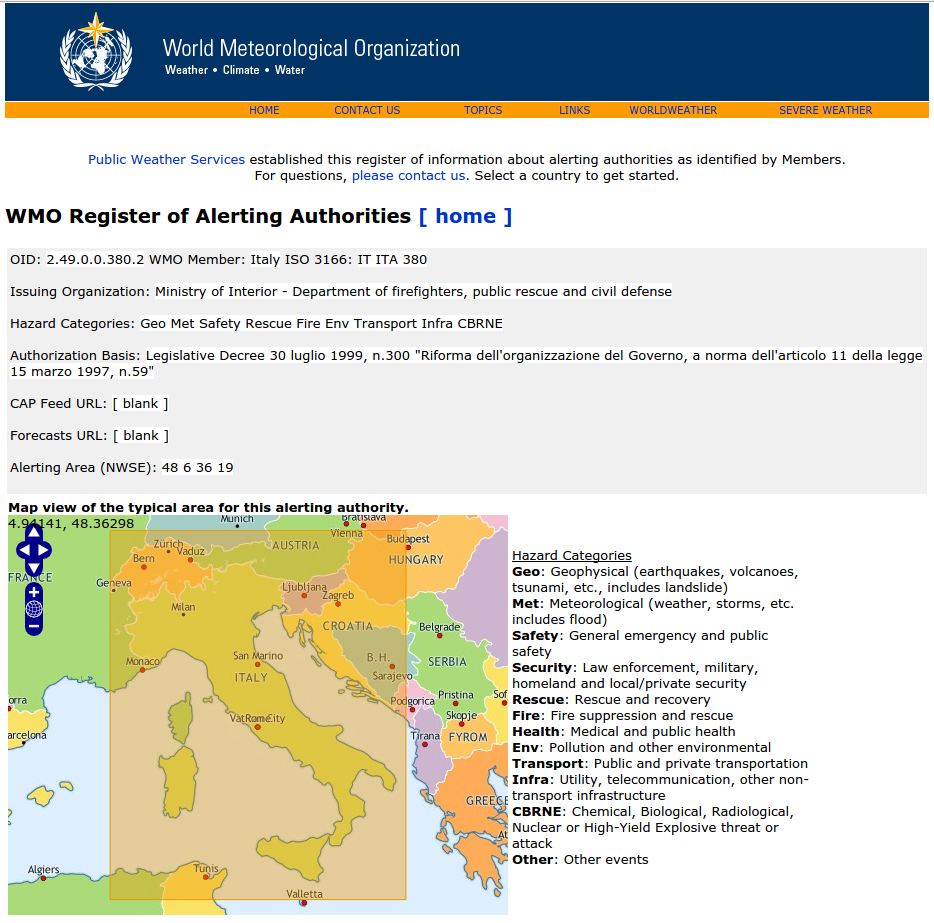 World Meteorological Organization
Weather • Climate • Water
HOME CONTACT US TOPICS LINKS WORLDWEATHER SEVERE WEATHER
Public Weather Services established this register of information about alerting authorities as identified by Members.
For questions, please contact us. Select a country to get started.
WMO Register of Alerting Authorities [ home ]
OID: 2.49.0.0.380.2 WMO Member: Italy ISO 3166: IT ITA 380
Issuing Organization: Ministry of Interior - Department of firefighters, public rescue and civil defense
Hazard Categories: Geo Met Safety Rescue Fire Env Transport Infra CBRNE
Authorization Basis: Legislative Decree 30 luglio 1999, n.300 "Riforma dell'organizzazione del Governo, a norma dell'articolo 11 della legge
15 marzo 1997, n.59"
CAP Feed URL: [ blank ]
Forecasts URL: [ blank ]
Alerting Area (NWSE): 48 6 36 19
Map view of the typical area for this alerting authority.
4.94141, 48.36298
Munich
Bratislava
Vienna
Budapest
Zurich
Vaduz
AUSTRIA
Bern
HUNGARY
FRANCE
Geneva
Ljubljana
Zagreb
Milan
CROATIA
Belgrade
San Marino
B.H.
Monaco
SERBIA
ITALY
Sarajevo
Podgorica
Pristina
Sof
orra
Skopje
Vatican City
Rome
arcelona
Tirana
FYROM
GREECE
At
Algiers
Tunis
Valletta
Hazard Categories
Geo: Geophysical (earthquakes, volcanoes,
tsunami, etc., includes landslide)
Met: Meteorological (weather, storms, etc.
includes flood)
Safety: General emergency and public
safety
Security: Law enforcement, military,
homeland and local/private security
Rescue: Rescue and recovery
Fire: Fire suppression and rescue
Health: Medical and public health
Env: Pollution and other environmental
Transport: Public and private transportation
Infra: Utility, telecommunication, other non-
transport infrastructure
CBRNE: Chemical, Biological, Radiological,
Nuclear or High-Yield Explosive threat or
attack
Other: Other events